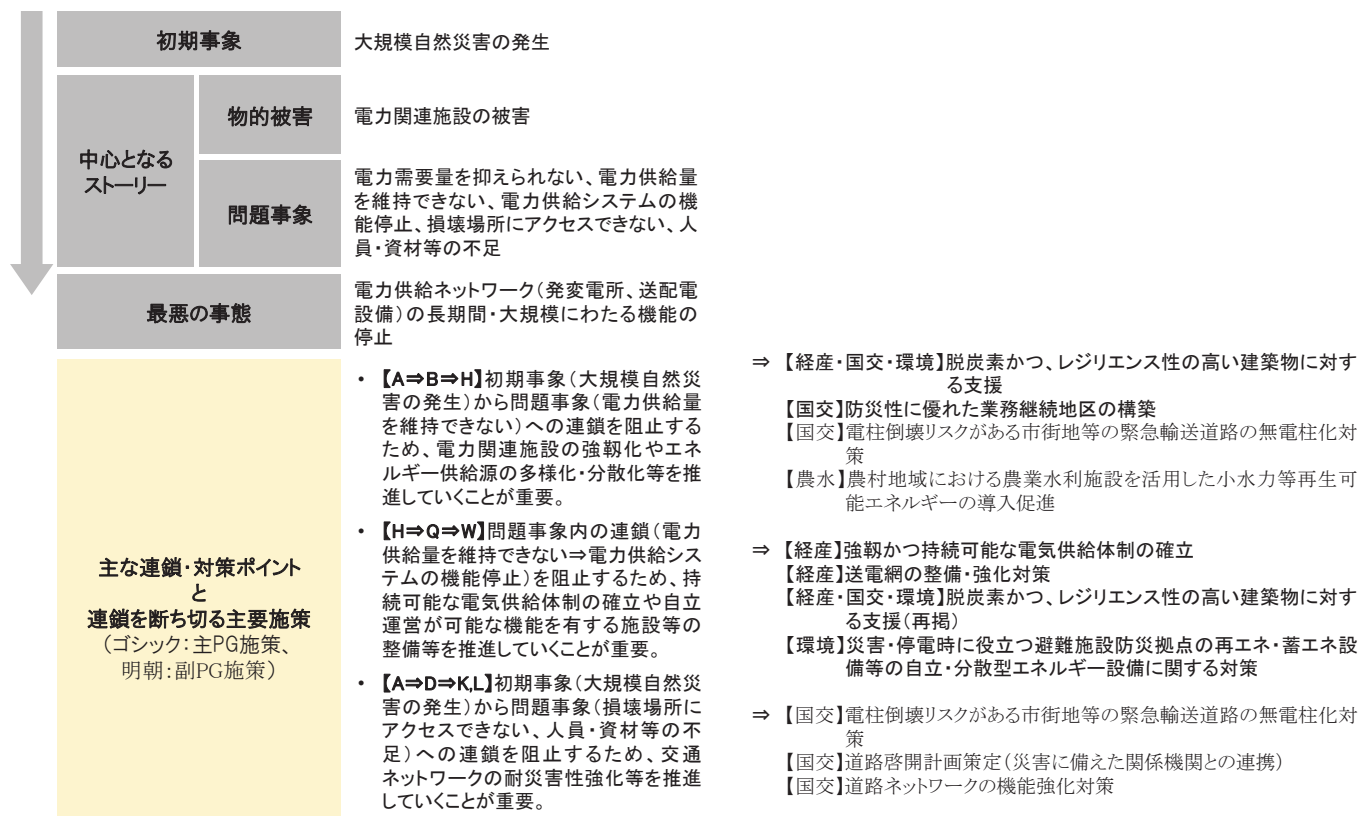 初期事象
大規模自然災害の発生
中心となる
ストーリー
物的被害
電力関連施設の被害
問題事象
電力需要量を抑えられない、電力供給量
を維持できない、電力供給システムの機
能停止、損壊場所にアクセスできない、人
員・資材等の不足
最悪の事態
電力供給ネットワーク（発変電所、送配電
設備）の長期間・大規模にわたる機能の
停止
主な連鎖・対策ポイント
と
連鎖を断ち切る主要施策
（ゴシック：主PG施策、
明朝：副PG施策）
・ 【A⇒B⇒H】初期事象（大規模自然災
害の発生）から問題事象（電力供給量
を維持できない）への連鎖を阻止する
ため、電力関連施設の強靱化やエネ
ルギー供給源の多様化・分散化等を推
進していくことが重要。
・ 【H⇒Q⇒W】問題事象内の連鎖（電力
供給量を維持できない⇒電力供給シス
テムの機能停止）を阻止するため、持
続可能な電気供給体制の確立や自立
運営が可能な機能を有する施設等の
整備等を推進していくことが重要。
・ 【A⇒D⇒K,L】初期事象（大規模自然災
害の発生）から問題事象（損壊場所に
アクセスできない、人員・資材等の不
足）への連鎖を阻止するため、交通
ネットワークの耐災害性強化等を推進
していくことが重要。
⇒ 【経産・国交・環境】脱炭素かつ、レジリエンス性の高い建築物に対す
る支援
【国交】防災性に優れた業務継続地区の構築
【国交】電柱倒壊リスクがある市街地等の緊急輸送道路の無電柱化対
策
【農水】農村地域における農業水利施設を活用した小水力等再生可
能エネルギーの導入促進
⇒ 【経産】強靱かつ持続可能な電気供給体制の確立
【経産】送電網の整備・強化対策
【経産・国交・環境】脱炭素かつ、レジリエンス性の高い建築物に対す
る支援（再掲）
【環境】災害・停電時に役立つ避難施設防災拠点の再エネ・蓄エネ設
備等の自立・分散型エネルギー設備に関する対策
⇒ 【国交】電柱倒壊リスクがある市街地等の緊急輸送道路の無電柱化対
策
【国交】道路啓開計画策定（災害に備えた関係機関との連携）
【国交】道路ネットワークの機能強化対策